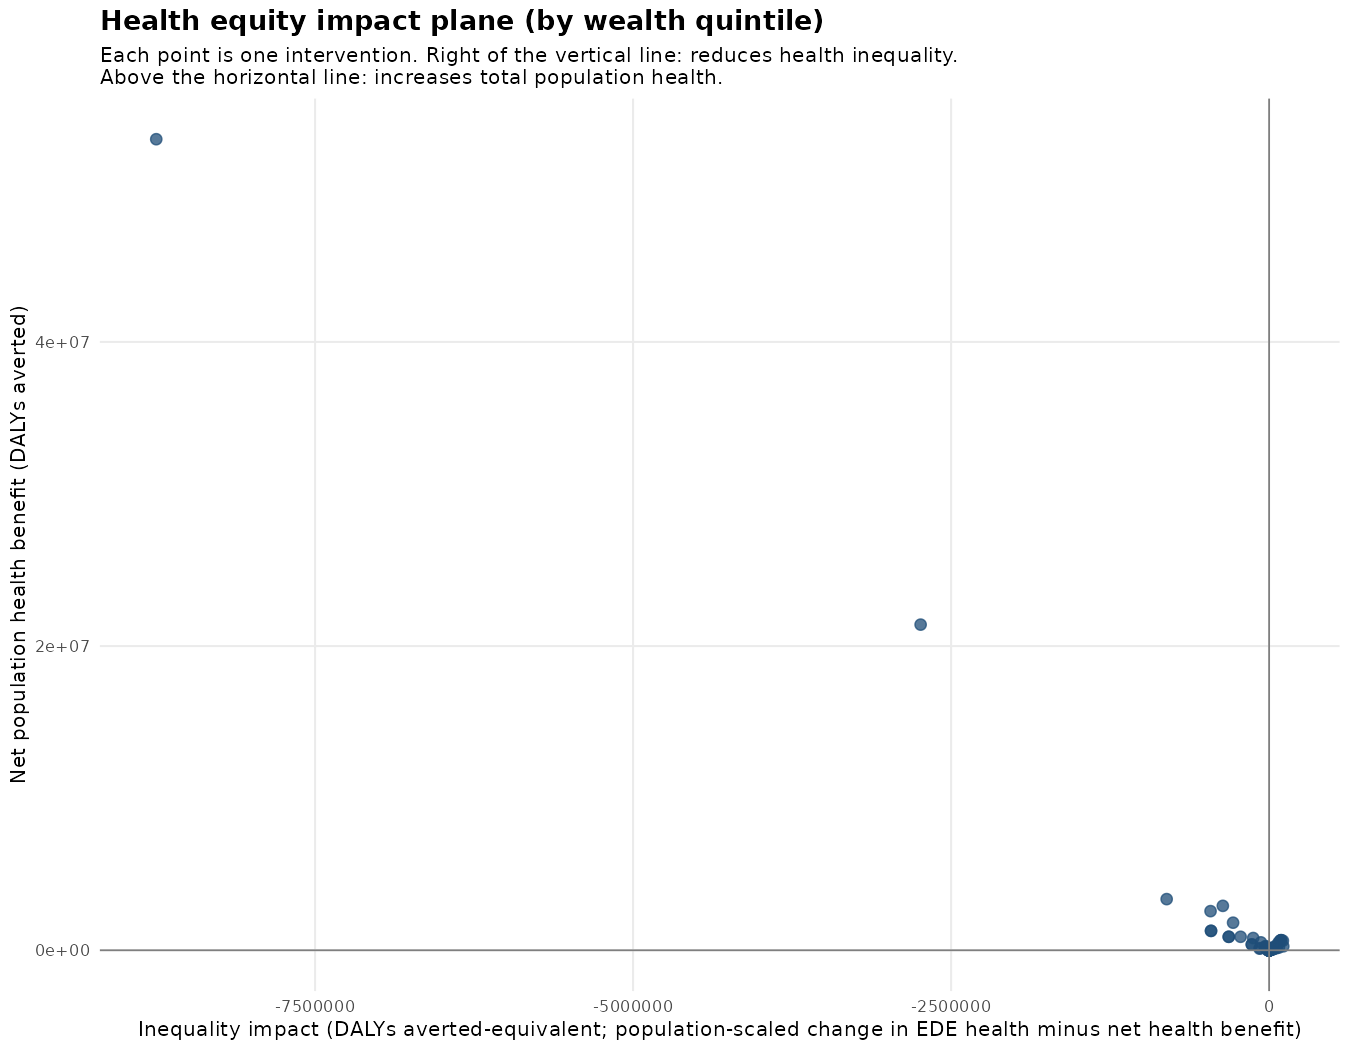 Health equity impact plane (by wealth quintile)
Each point is one intervention. Right of the vertical line: reduces health inequality.
Above the horizontal line: increases total population health.
Net population health benefit (DALYs averted)
4e+07
2e+07
0e+00
-7500000
-5000000
-2500000
0
Inequality impact (DALYs averted-equivalent; population-scaled change in EDE health minus net health benefit)